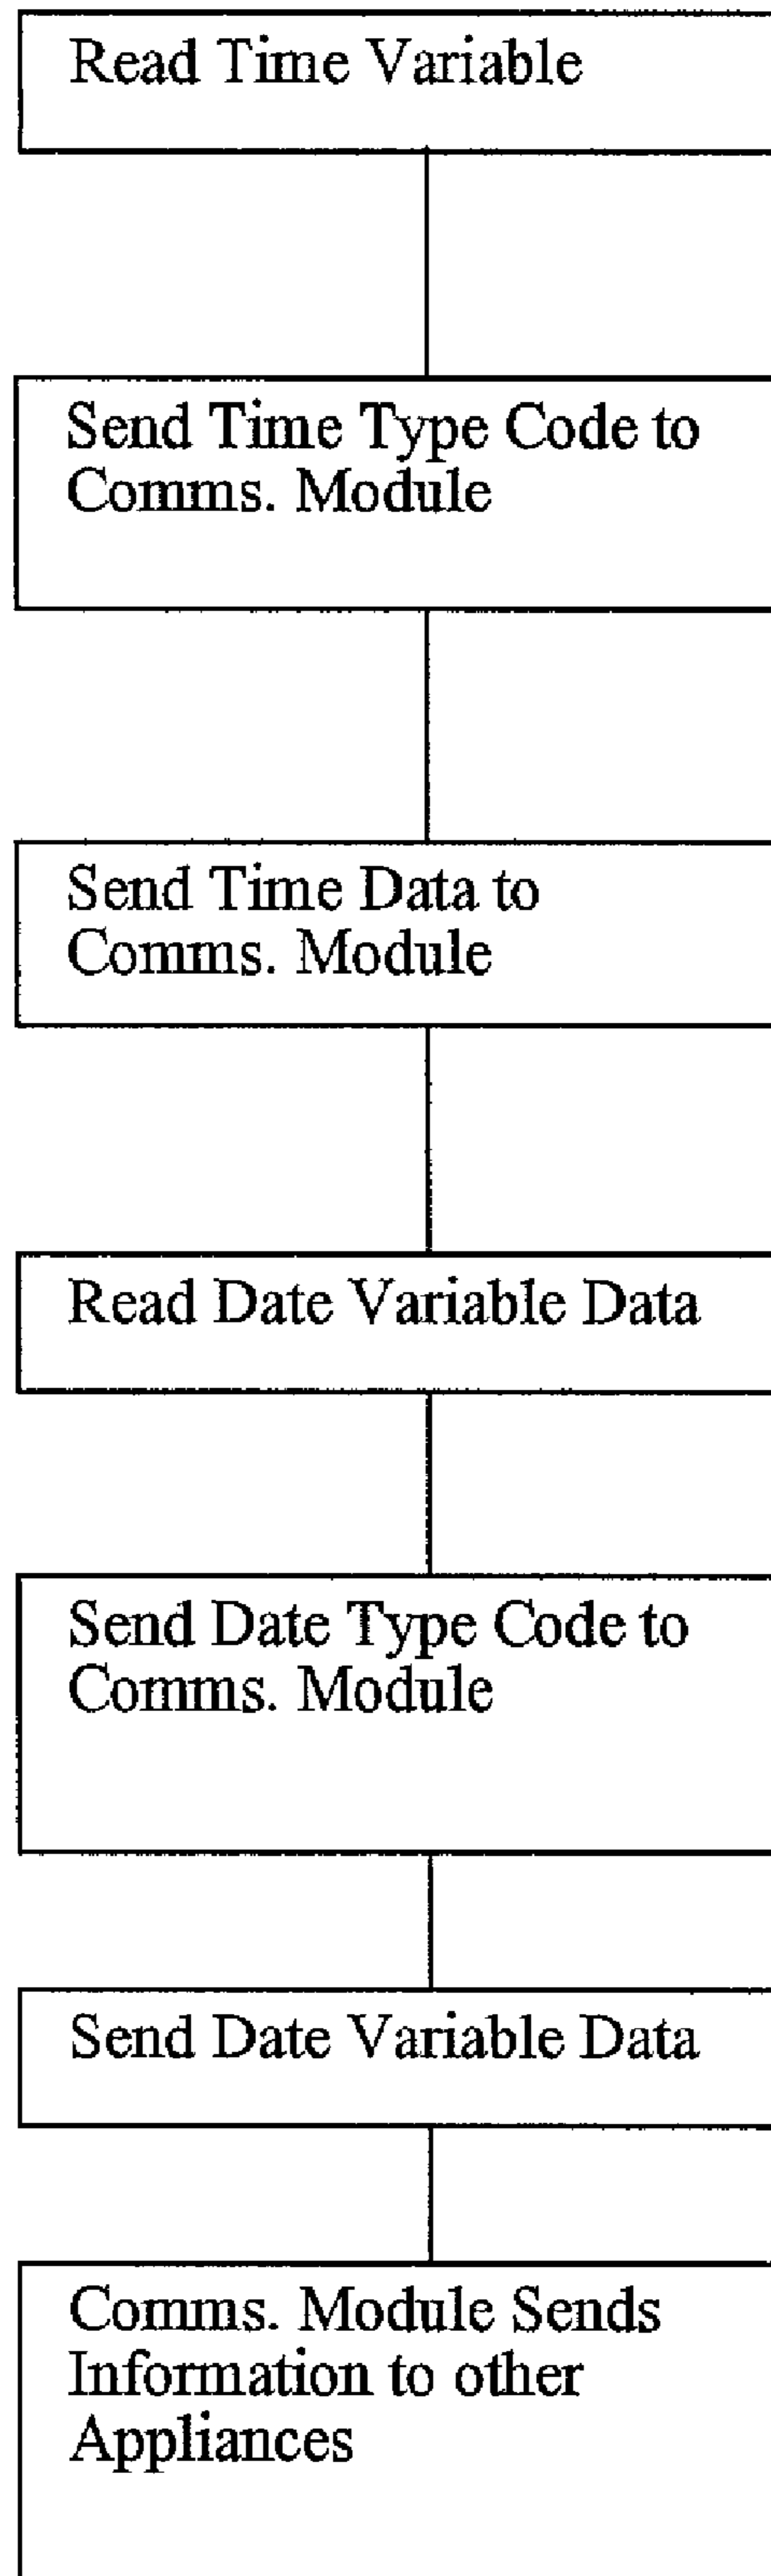 Read Time Variable
Send Time Type Code to
Comms. Module
Send Time Data to
Comms. Module
Read Date Variable Data
Send Date Type Code to
Comms. Module
Send Date Variable Data
Comms. Module Sends
Information to other
Appliances